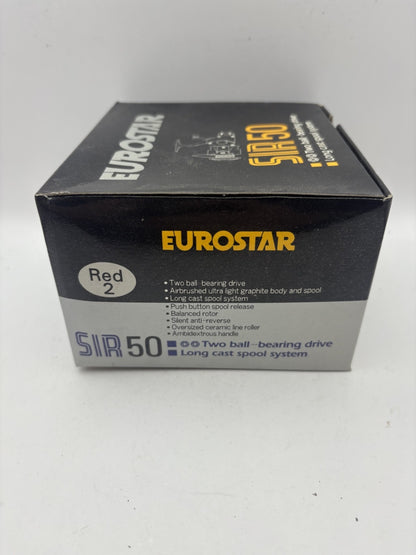 EUROSTAR
SIR50
Two ball-bearing drive
Long cast spool system
EUROSTAR
Red
2
• Two ball-bearing drive
• Airbrushed ultra light graphite body and spool
• Long cast spool system
• Push button spool release
• Balanced rotor
• Silent anti-reverse
• Oversized ceramic line roller
• Ambidextrous handle
SIR50
■ Two ball-bearing drive
■ Long cast spool system